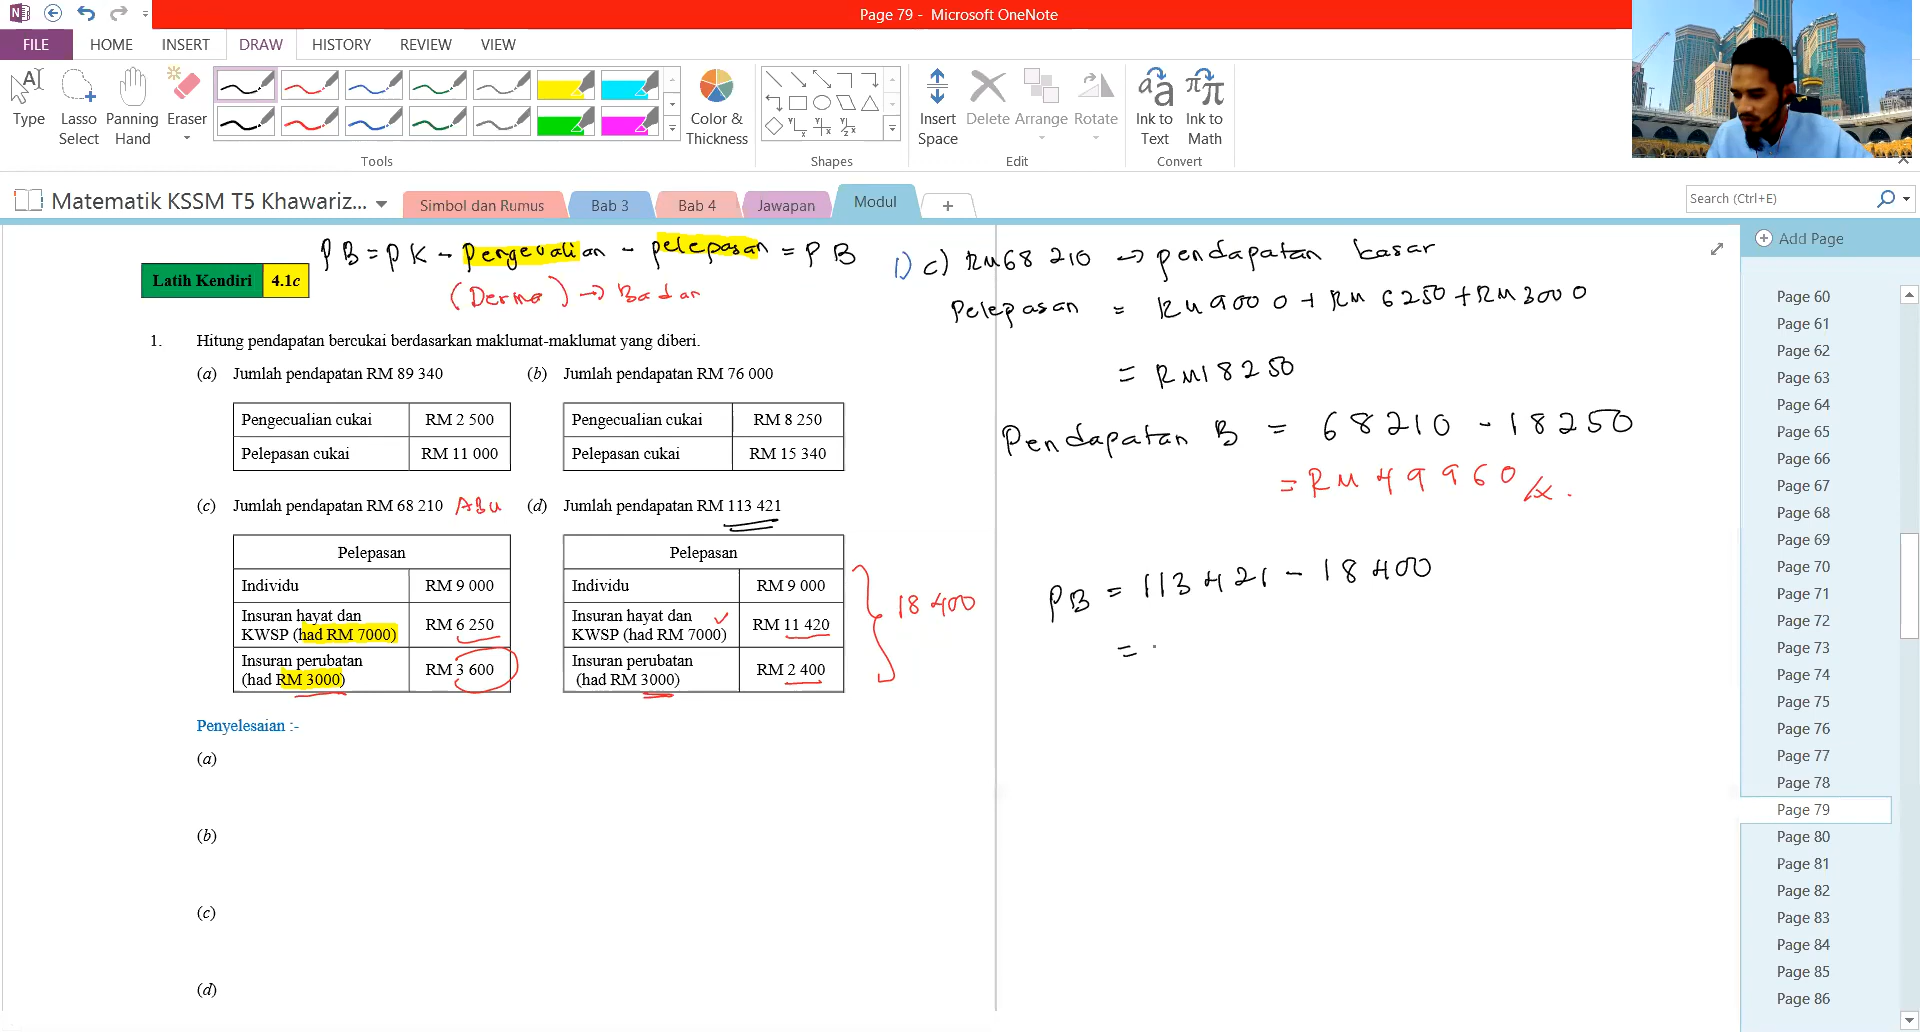 Page 79 - Microsoft OneNote
FILE HOME INSERT DRAW HISTORY REVIEW VIEW
Type
Lasso Select
Panning Hand
Eraser
Color & Thickness
Insert Space
Delete
Arrange
Rotate
Ink to Text
Ink to Math
Tools
Shapes
Edit
Convert
Matematik KSSM T5 Khawariz...
Simbol dan Rumus
Bab 3
Bab 4
Jawapan
Modul
+
Search (Ctrl+E)
PB = PK - Pengecualian - pelepasan = PB
(Derma) → Badan
Latih Kendiri 4.1c
1. Hitung pendapatan bercukai berdasarkan maklumat-maklumat yang diberi.
(a) Jumlah pendapatan RM 89 340
Pengecualian cukai RM 2 500
Pelepasan cukai RM 11 000
(b) Jumlah pendapatan RM 76 000
Pengecualian cukai RM 8 250
Pelepasan cukai RM 15 340
(c) Jumlah pendapatan RM 68 210 ABU
Pelepasan
Individu RM 9 000
Insuran hayat dan
KWSP (had RM 7000) RM 6 250
Insuran perubatan
(had RM 3000) RM 3 600
(d) Jumlah pendapatan RM 113 421
Pelepasan
Individu RM 9 000
Insuran hayat dan
KWSP (had RM 7000) RM 11 420
Insuran perubatan
(had RM 3000) RM 2 400
18 400
Penyelesaian :-
(a)
(b)
(c)
(d)
1) c) RM68 210 → pendapatan kasar
Pelepasan = RM9000 + RM 6250 + RM3000
= RM18250
Pendapatan B = 68210 - 18250
= RM 49960
PB = 113421 - 18400
=
Add Page
Page 60
Page 61
Page 62
Page 63
Page 64
Page 65
Page 66
Page 67
Page 68
Page 69
Page 70
Page 71
Page 72
Page 73
Page 74
Page 75
Page 76
Page 77
Page 78
Page 79
Page 80
Page 81
Page 82
Page 83
Page 84
Page 85
Page 86